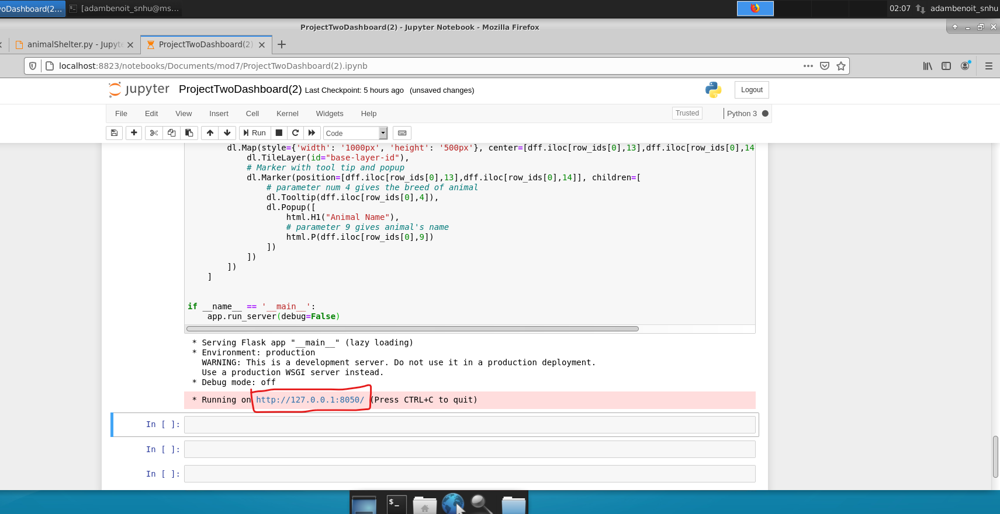 oDashboard(2...
[adambenoit_snhu@ms...
02:07
adambenoit_snhu
ProjectTwoDashboard(2) - Jupyter Notebook - Mozilla Firefox
animalShelter.py - Jupyte
ProjectTwoDashboard(2)
localhost:8823/notebooks/Documents/mod7/ProjectTwoDashboard(2).ipynb
jupyter ProjectTwoDashboard(2) Last Checkpoint: 5 hours ago (unsaved changes)
Logout
File Edit View Insert Cell Kernel Widgets Help
Trusted
Python 3
Run
Code
dl.Map(style={'width': '1000px', 'height': '500px'}, center=[dff.iloc[row_ids[0],13],dff.iloc[row_ids[0],14
dl.TileLayer(id="base-layer-id"),
# Marker with tool tip and popup
dl.Marker(position=[dff.iloc[row_ids[0],13],dff.iloc[row_ids[0],14]], children=[
# parameter num 4 gives the breed of animal
dl.Tooltip(dff.iloc[row_ids[0],4]),
dl.Popup([
html.H1("Animal Name"),
# parameter 9 gives animal's name
html.P(dff.iloc[row_ids[0],9])
])
])
])
]
if __name__ == '__main__':
app.run_server(debug=False)
* Serving Flask app "__main__" (lazy loading)
* Environment: production
WARNING: This is a development server. Do not use it in a production deployment.
Use a production WSGI server instead.
* Debug mode: off
* Running on http://127.0.0.1:8050/ (Press CTRL+C to quit)
In [ ]:
In [ ]:
In [ ]:
$_